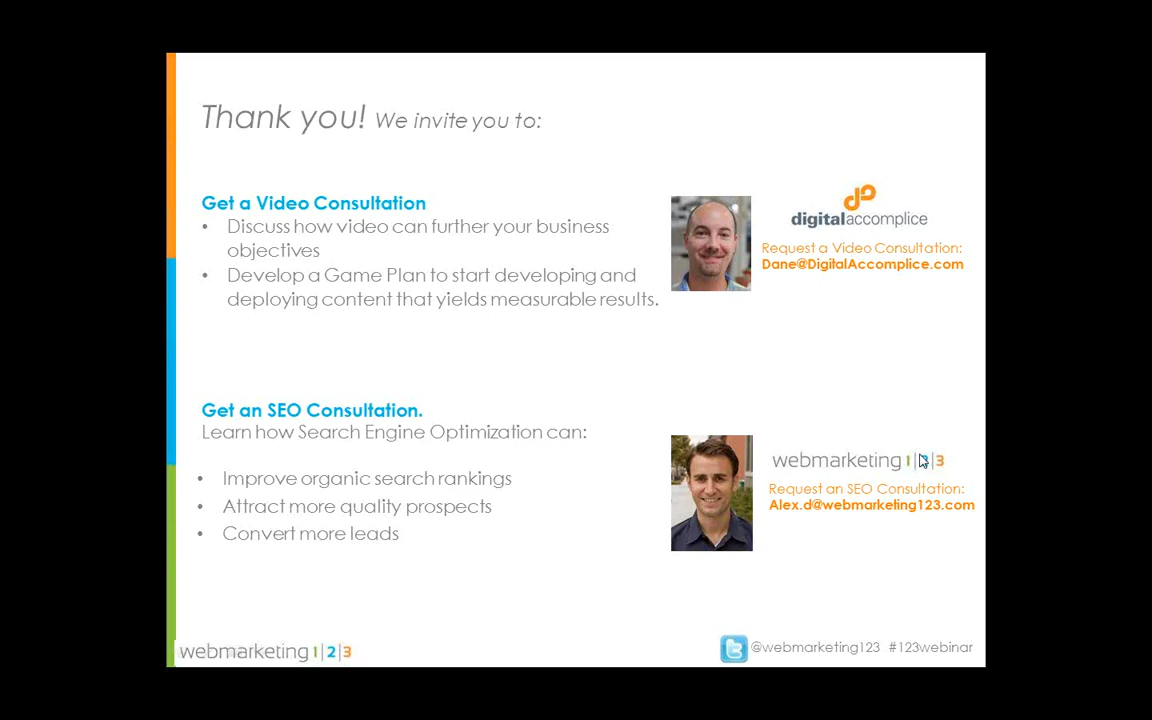 Thank you! We invite you to:
Get a Video Consultation
• Discuss how video can further your business
objectives
• Develop a Game Plan to start developing and
deploying content that yields measurable results.
digitalaccomplice
Request a Video Consultation:
Dane@DigitalAccomplice.com
Get an SEO Consultation.
Learn how Search Engine Optimization can:
• Improve organic search rankings
• Attract more quality prospects
• Convert more leads
webmarketing 1|2|3
Request an SEO Consultation:
Alex.d@webmarketing123.com
webmarketing 1|2|3
@webmarketing123 #123webinar